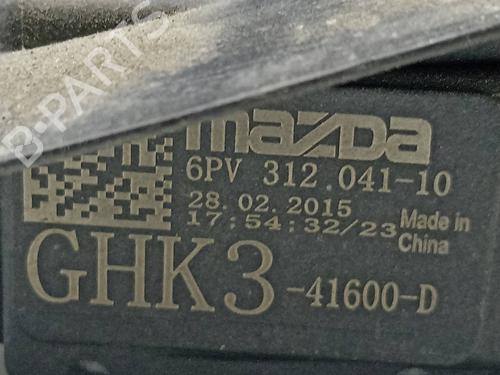 B-PARTS
mazda
6PV 312.041-10
28.02.2015
17:54:32/23
Made in
China
GHK3-41600-D